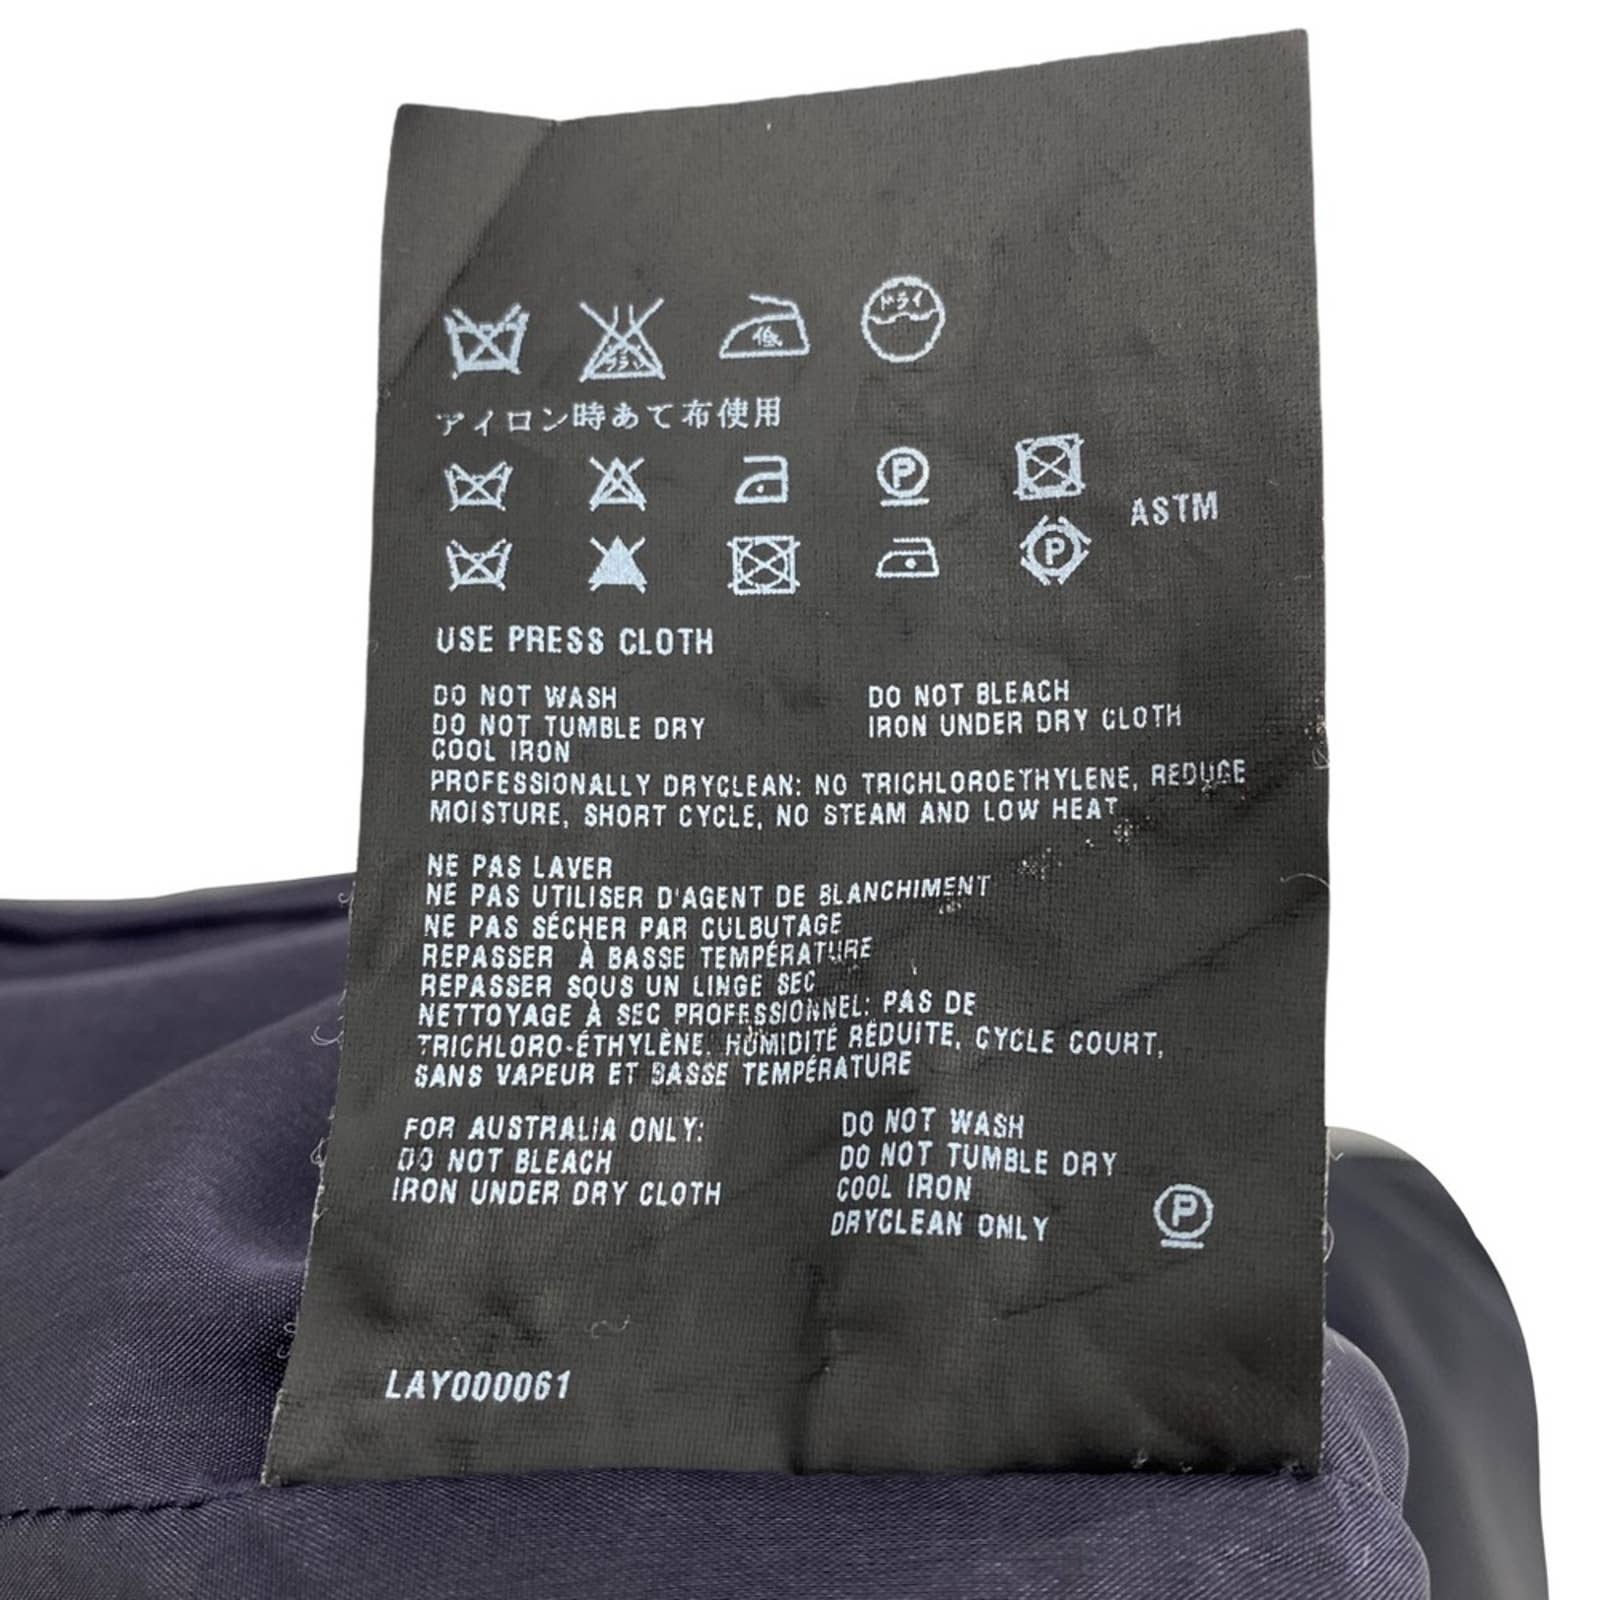 低 ドライ
アイロン時あて布使用
P
ASTM
P
USE PRESS CLOTH
DO NOT WASH DO NOT BLEACH
DO NOT TUMBLE DRY IRON UNDER DRY CLOTH
COOL IRON
PROFESSIONALLY DRYCLEAN: NO TRICHLOROETHYLENE, REDUCE
MOISTURE, SHORT CYCLE, NO STEAM AND LOW HEAT
NE PAS LAVER
NE PAS UTILISER D'AGENT DE BLANCHIMENT
NE PAS SÉCHER PAR CULBUTAGE
REPASSER À BASSE TEMPÉRATURE
REPASSER SOUS UN LINGE SEC
NETTOYAGE À SEC PROFESSIONNEL: PAS DE
TRICHLORO-ÉTHYLÈNE, HUMIDITÉ RÉDUITE, CYCLE COURT,
SANS VAPEUR ET BASSE TEMPÉRATURE
FOR AUSTRALIA ONLY: DO NOT WASH
DO NOT BLEACH DO NOT TUMBLE DRY
IRON UNDER DRY CLOTH COOL IRON
DRYCLEAN ONLY P
LAY000061